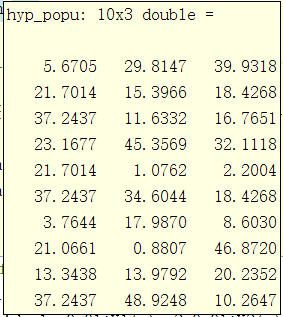 hyp_popu: 10x3 double =
5.6705 29.8147 39.9318
21.7014 15.3966 18.4268
37.2437 11.6332 16.7651
23.1677 45.3569 32.1118
21.7014 1.0762 2.2004
37.2437 34.6044 18.4268
3.7644 17.9870 8.6030
21.0661 0.8807 46.8720
13.3438 13.9792 20.2352
37.2437 48.9248 10.2647